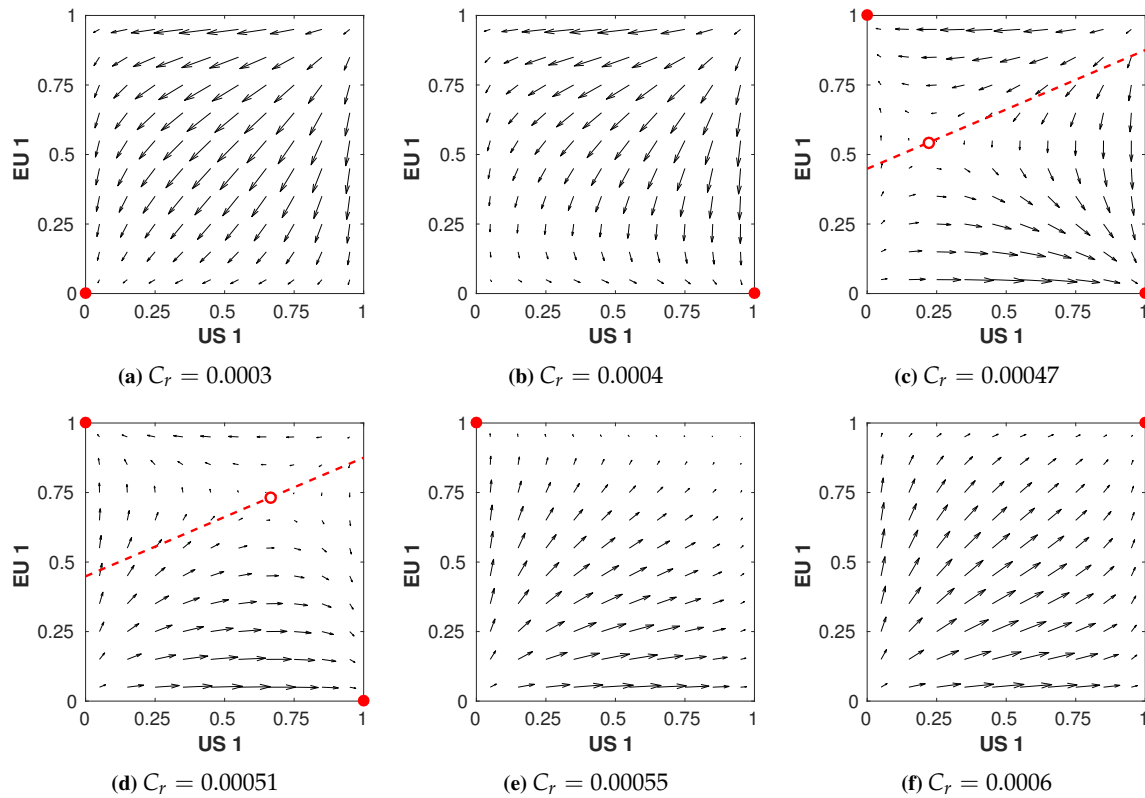 1
0.75
0.5
0.25
0
EU 1
0 0.25 0.5 0.75 1
US 1
(a) C_r = 0.0003
1
0.75
0.5
0.25
0
EU 1
0 0.25 0.5 0.75 1
US 1
(b) C_r = 0.0004
1
0.75
0.5
0.25
0
EU 1
0 0.25 0.5 0.75 1
US 1
(c) C_r = 0.00047
1
0.75
0.5
0.25
0
EU 1
0 0.25 0.5 0.75 1
US 1
(d) C_r = 0.00051
1
0.75
0.5
0.25
0
EU 1
0 0.25 0.5 0.75 1
US 1
(e) C_r = 0.00055
1
0.75
0.5
0.25
0
EU 1
0 0.25 0.5 0.75 1
US 1
(f) C_r = 0.0006